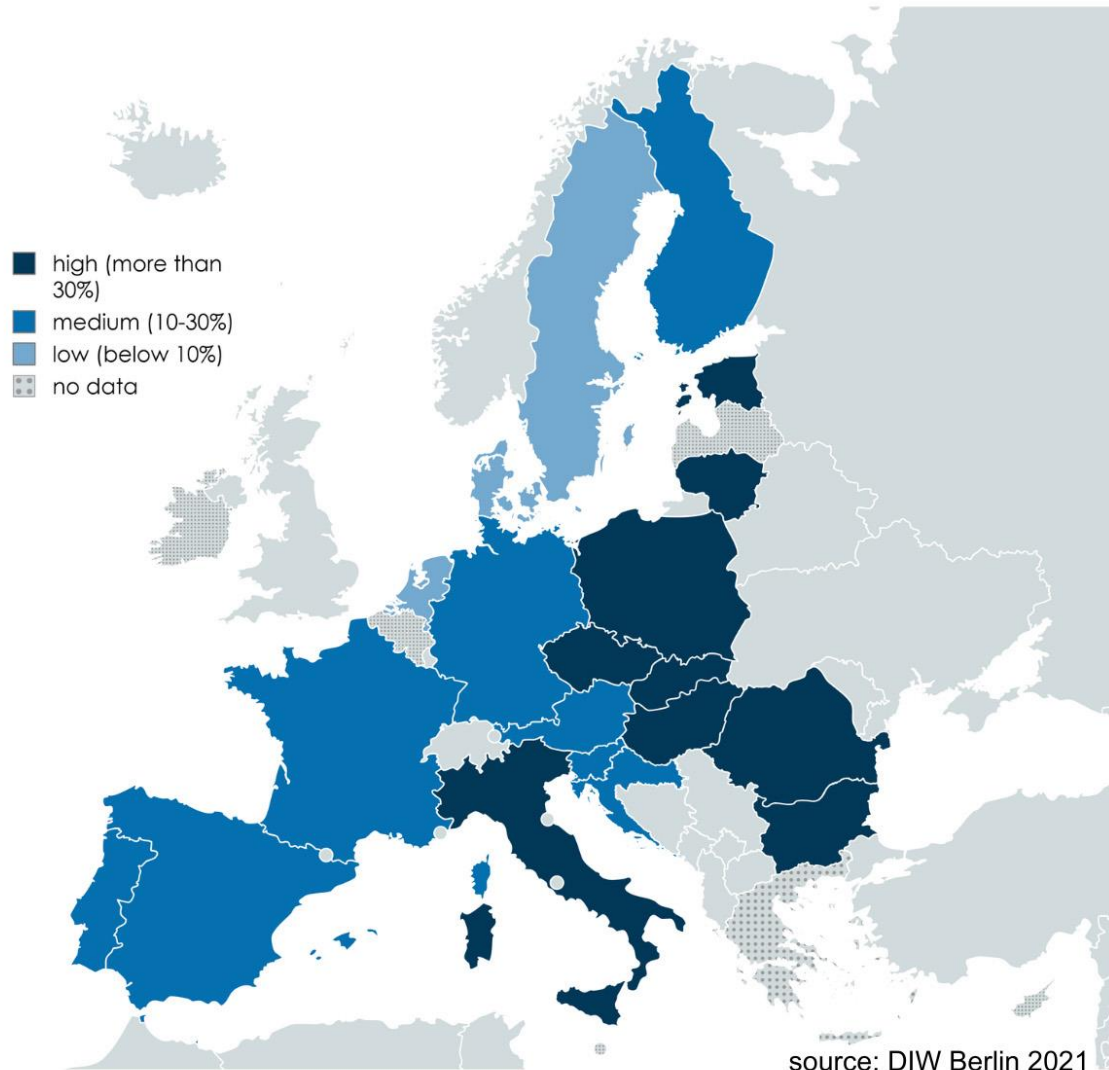 high (more than
30%)
medium (10-30%)
low (below 10%)
no data
source: DIW Berlin 2021